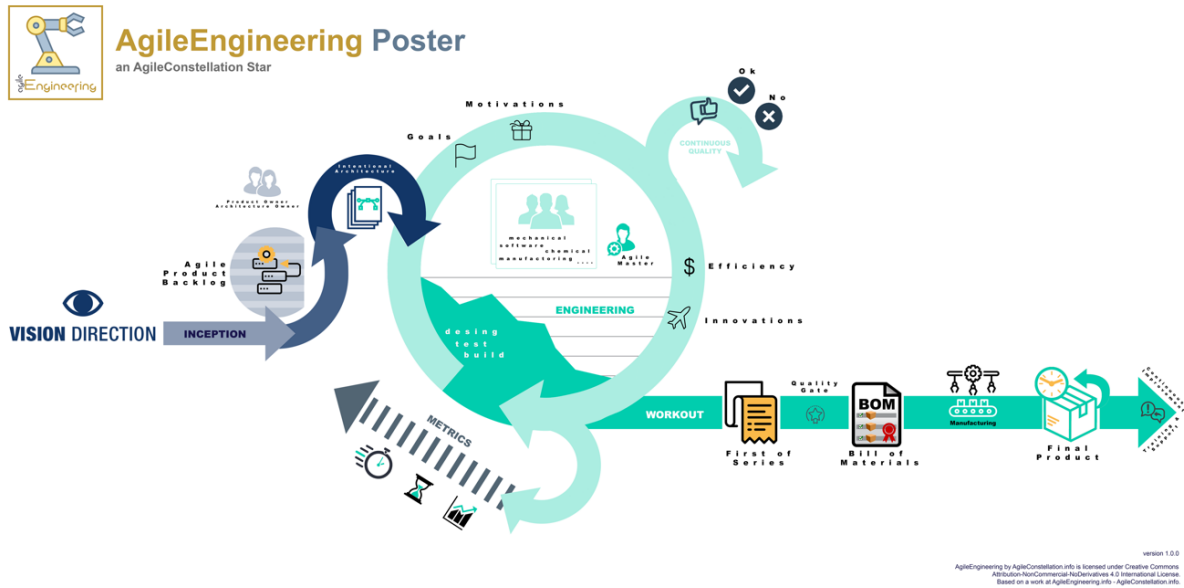 AgileEngineering Poster
an AgileConstellation Star
agile
Engineering
Ok
No
Motivations
Goals
CONTINUOUS
QUALITY
Intentional
Architecture
Product Owner
Architecture Owner
mechanical
software
chemical
manufactoring ....
Agile
Master
Agile
Product
Backlog
$ Efficiency
ENGINEERING
Innovations
VISION DIRECTION
INCEPTION
desing
test
build
METRICS
WORKOUT
Quality
Gate
BOM
Manufacturing
First of
Series
Bill of
Materials
Final
Product
version 1.0.0
AgileEngineering by AgileConstellation.info is licensed under Creative Commons
Attribution-NonCommercial-NoDerivatives 4.0 International License.
Based on a work at AgileEngineering.info - AgileConstellation.info.